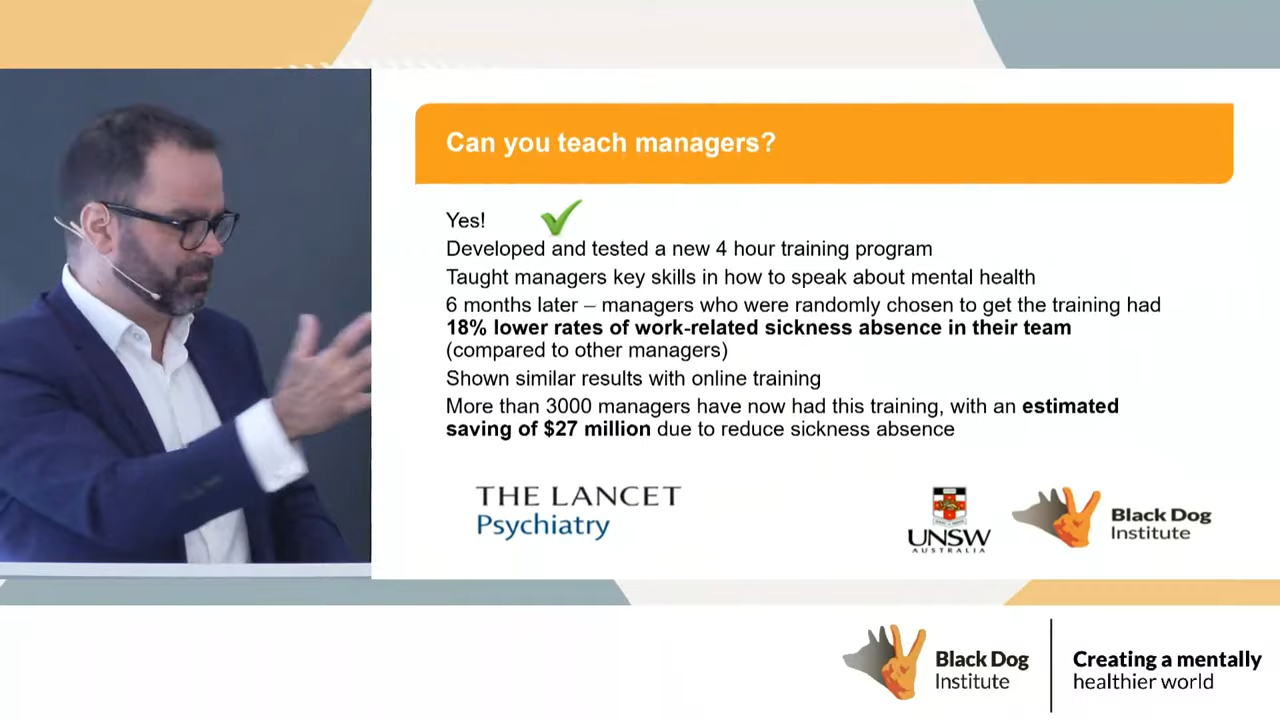 Can you teach managers?
Yes!
Developed and tested a new 4 hour training program
Taught managers key skills in how to speak about mental health
6 months later – managers who were randomly chosen to get the training had
18% lower rates of work-related sickness absence in their team
(compared to other managers)
Shown similar results with online training
More than 3000 managers have now had this training, with an estimated
saving of $27 million due to reduce sickness absence
THE LANCET
Psychiatry
UNSW
AUSTRALIA
Black Dog
Institute
Black Dog
Institute
Creating a mentally
healthier world